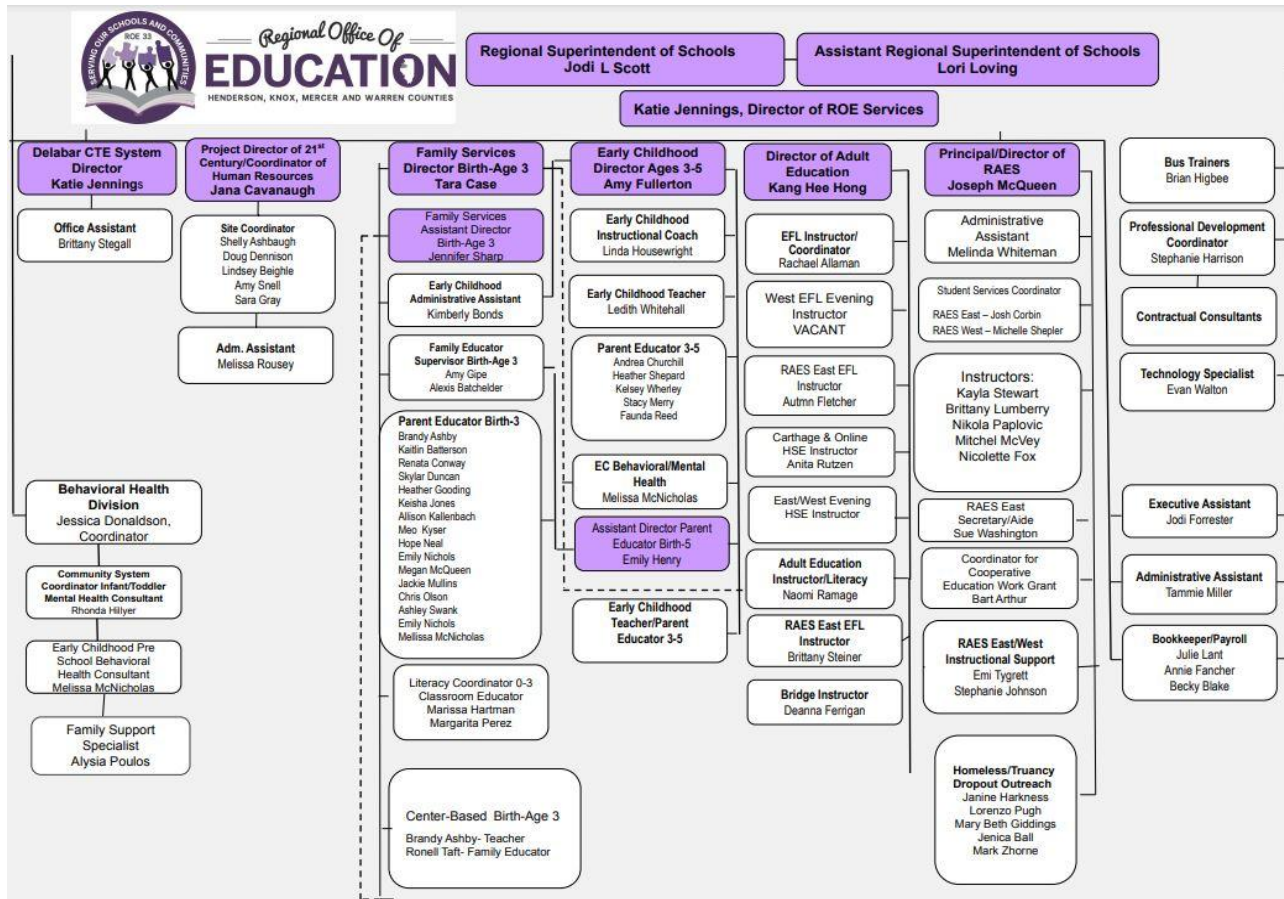 SERVING OUR SCHOOLS AND COMMUNITIES
ROE 33
Regional Office Of
EDUCATION
HENDERSON, KNOX, MERCER AND WARREN COUNTIES
Regional Superintendent of Schools
Jodi L Scott
Assistant Regional Superintendent of Schools
Lori Loving
Katie Jennings, Director of ROE Services
Delabar CTE System
Director
Katie Jennings
Office Assistant
Brittany Stegall
Project Director of 21st
Century/Coordinator of
Human Resources
Jana Cavanaugh
Site Coordinator
Shelly Ashbaugh
Doug Dennison
Lindsey Beighle
Amy Snell
Sara Gray
Adm. Assistant
Melissa Rousey
Behavioral Health
Division
Jessica Donaldson,
Coordinator
Community System
Coordinator Infant/Toddler
Mental Health Consultant
Rhonda Hillyer
Early Childhood Pre
School Behavioral
Health Consultant
Melissa McNicholas
Family Support
Specialist
Alysia Poulos
Family Services
Director Birth-Age 3
Tara Case
Family Services
Assistant Director
Birth-Age 3
Jennifer Sharp
Early Childhood
Administrative Assistant
Kimberly Bonds
Family Educator
Supervisor Birth-Age 3
Amy Gipe
Alexis Batchelder
Parent Educator Birth-3
Brandy Ashby
Kaitlin Batterson
Renata Conway
Skylar Duncan
Heather Gooding
Keisha Jones
Allison Kallenbach
Meo Kyser
Hope Neal
Emily Nichols
Megan McQueen
Jackie Mullins
Chris Olson
Ashley Swank
Emily Nichols
Mellissa McNicholas
Literacy Coordinator 0-3
Classroom Educator
Marissa Hartman
Margarita Perez
Center-Based Birth-Age 3
Brandy Ashby- Teacher
Ronell Taft- Family Educator
Early Childhood
Director Ages 3-5
Amy Fullerton
Early Childhood
Instructional Coach
Linda Housewright
Early Childhood Teacher
Ledith Whitehall
Parent Educator 3-5
Andrea Churchill
Heather Shepard
Kelsey Wherley
Stacy Merry
Faunda Reed
EC Behavioral/Mental
Health
Melissa McNicholas
Assistant Director Parent
Educator Birth-5
Emily Henry
Early Childhood
Teacher/Parent
Educator 3-5
Director of Adult
Education
Kang Hee Hong
EFL Instructor/
Coordinator
Rachael Allaman
West EFL Evening
Instructor
VACANT
RAES East EFL
Instructor
Autmn Fletcher
Carthage & Online
HSE Instructor
Anita Rutzen
East/West Evening
HSE Instructor
Adult Education
Instructor/Literacy
Naomi Ramage
RAES East EFL
Instructor
Brittany Steiner
Bridge Instructor
Deanna Ferrigan
Principal/Director of
RAES
Joseph McQueen
Administrative
Assistant
Melinda Whiteman
Student Services Coordinator
RAES East – Josh Corbin
RAES West – Michelle Shepler
Instructors:
Kayla Stewart
Brittany Lumberry
Nikola Paplovic
Mitchel McVey
Nicolette Fox
RAES East
Secretary/Aide
Sue Washington
Coordinator for
Cooperative
Education Work Grant
Bart Arthur
RAES East/West
Instructional Support
Emi Tygrett
Stephanie Johnson
Homeless/Truancy
Dropout Outreach
Janine Harkness
Lorenzo Pugh
Mary Beth Giddings
Jenica Ball
Mark Zhorne
Bus Trainers
Brian Higbee
Professional Development
Coordinator
Stephanie Harrison
Contractual Consultants
Technology Specialist
Evan Walton
Executive Assistant
Jodi Forrester
Administrative Assistant
Tammie Miller
Bookkeeper/Payroll
Julie Lant
Annie Fancher
Becky Blake